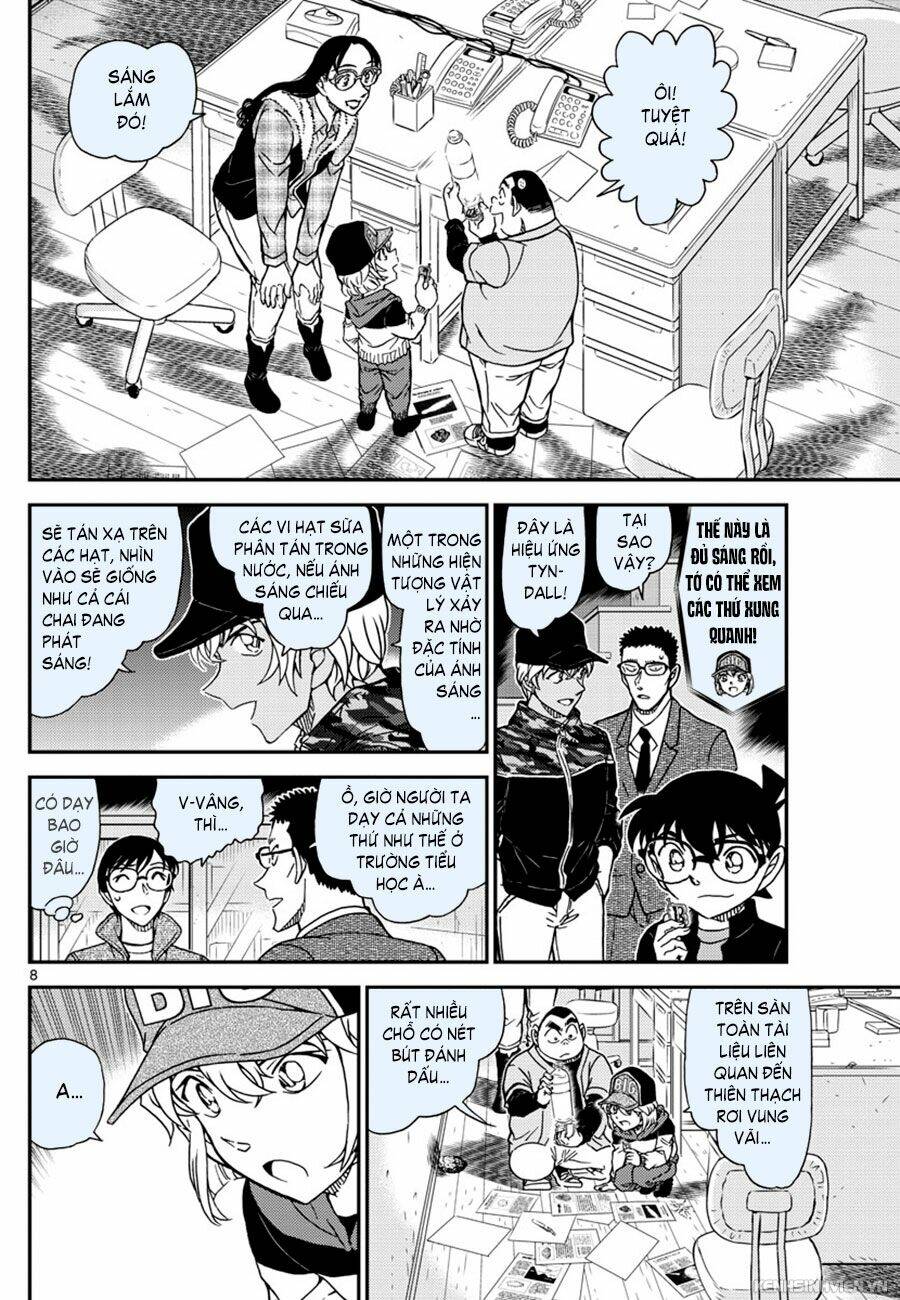 ÔI!
TUYỆT
QUÁ!
SÁNG
LẮM
ĐÓ!
THẾ NÀY LÀ
ĐỦ SÁNG RỒI,
TỚ CÓ THỂ XEM
CÁC THỨ XUNG
QUANH!
TẠI
SAO
VẬY?
ĐÂY LÀ
HIỆU ỨNG
TYN-
DALL!
MỘT TRONG
NHỮNG HIỆN
TƯỢNG VẬT
LÝ XẢY
RA NHỜ
ĐẶC TÍNH
CỦA ÁNH
SÁNG
...
CÁC VI HẠT SỮA
PHÂN TÁN TRONG
NƯỚC, NẾU ÁNH
SÁNG CHIẾU
QUA...
SẼ TÁN XẠ TRÊN
CÁC HẠT, NHÌN
VÀO SẼ GIỐNG
NHƯ CẢ CÁI
CHAI ĐANG
PHÁT
SÁNG!
Ồ, GIỜ NGƯỜI TA
DẠY CẢ NHỮNG
THỨ NHƯ THẾ Ở
TRƯỜNG TIỂU
HỌC À...
V-VÂNG,
THÌ...
CÓ DẠY
BAO
GIỜ
ĐÂU...
8
TRÊN SÀN
TOÀN TÀI
LIỆU LIÊN
QUAN ĐẾN
THIÊN THẠCH
RƠI VUNG
VÃI...
RẤT NHIỀU
CHỖ CÓ NÉT
BÚT ĐÁNH
DẤU...
BIG
BIG
A...
KENHSINHVIEN.VN